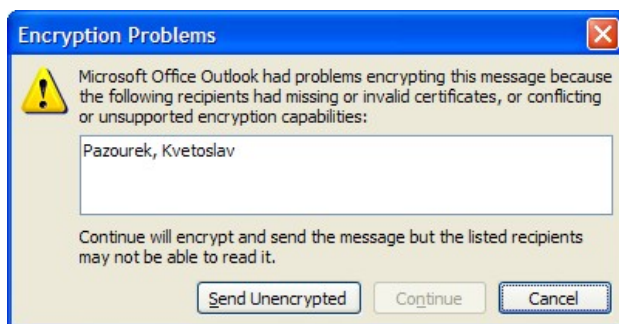 Encryption Problems
Microsoft Office Outlook had problems encrypting this message because
the following recipients had missing or invalid certificates, or conflicting
or unsupported encryption capabilities:
Pazourek, Kvetoslav
Continue will encrypt and send the message but the listed recipients
may not be able to read it.
Send Unencrypted Continue Cancel